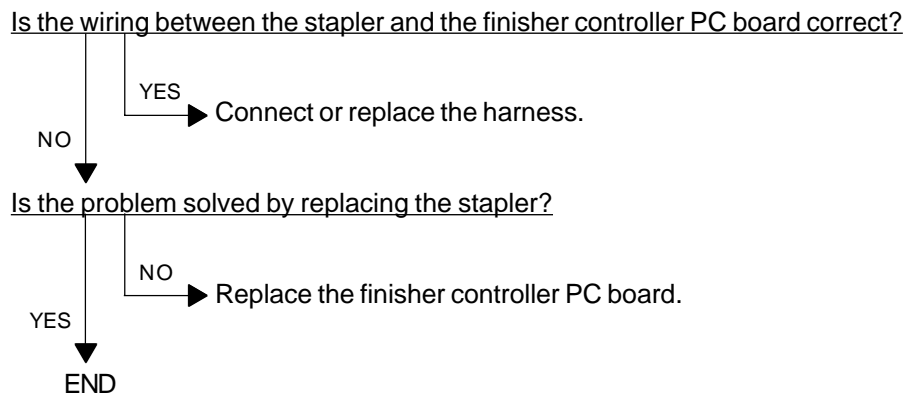 Is the wiring between the stapler and the finisher controller PC board correct?
YES
Connect or replace the harness.
NO
Is the problem solved by replacing the stapler?
NO
Replace the finisher controller PC board.
YES
END